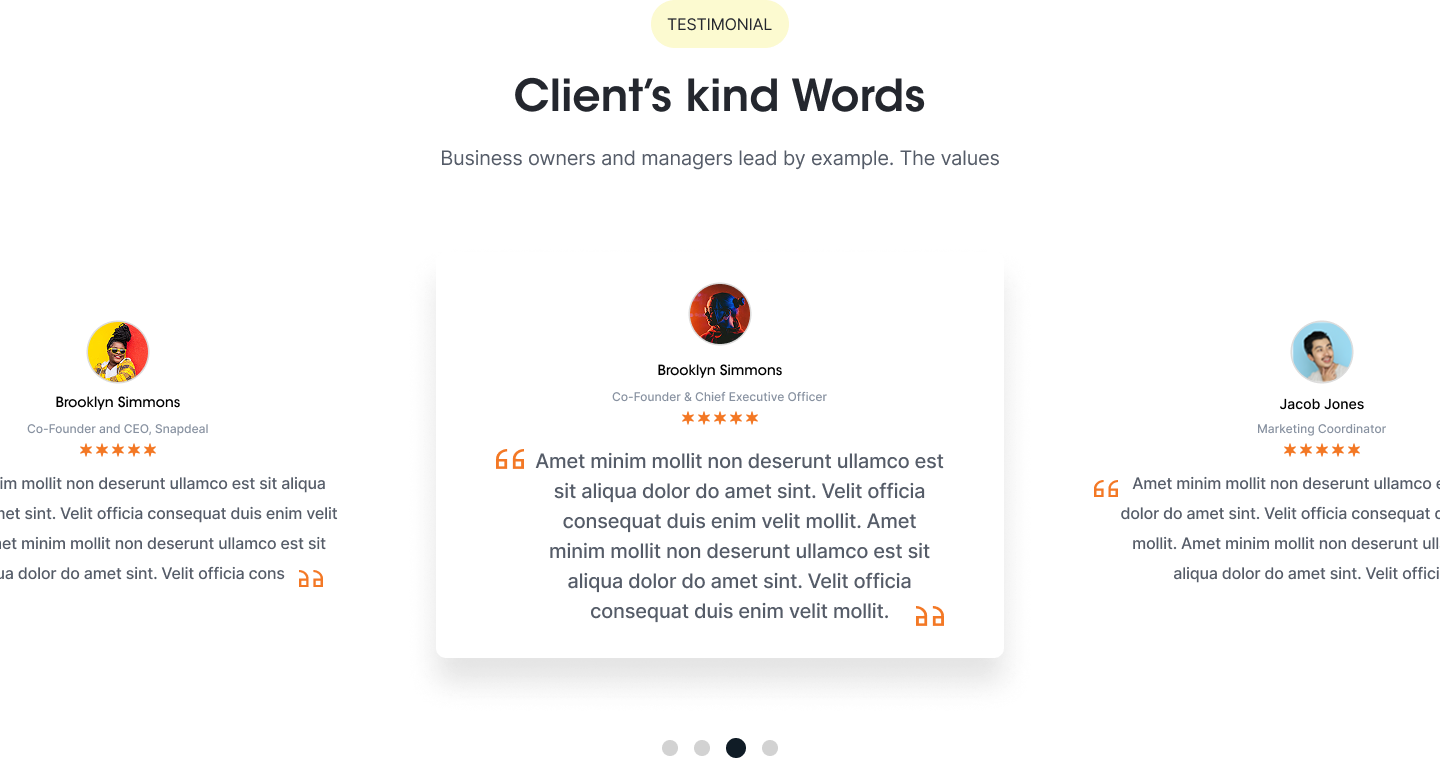 TESTIMONIAL
Client’s kind Words
Business owners and managers lead by example. The values
Brooklyn Simmons
Co-Founder and CEO, Snapdeal
mollit non deserunt ullamco est sit aliqua
sint. Velit officia consequat duis enim velit
minim mollit non deserunt ullamco est sit
dolor do amet sint. Velit officia cons
Brooklyn Simmons
Co-Founder & Chief Executive Officer
Amet minim mollit non deserunt ullamco est
sit aliqua dolor do amet sint. Velit officia
consequat duis enim velit mollit. Amet
minim mollit non deserunt ullamco est sit
aliqua dolor do amet sint. Velit officia
consequat duis enim velit mollit.
Jacob Jones
Marketing Coordinator
Amet minim mollit non deserunt ullamco
dolor do amet sint. Velit officia consequat
mollit. Amet minim mollit non deserunt
aliqua dolor do amet sint. Velit